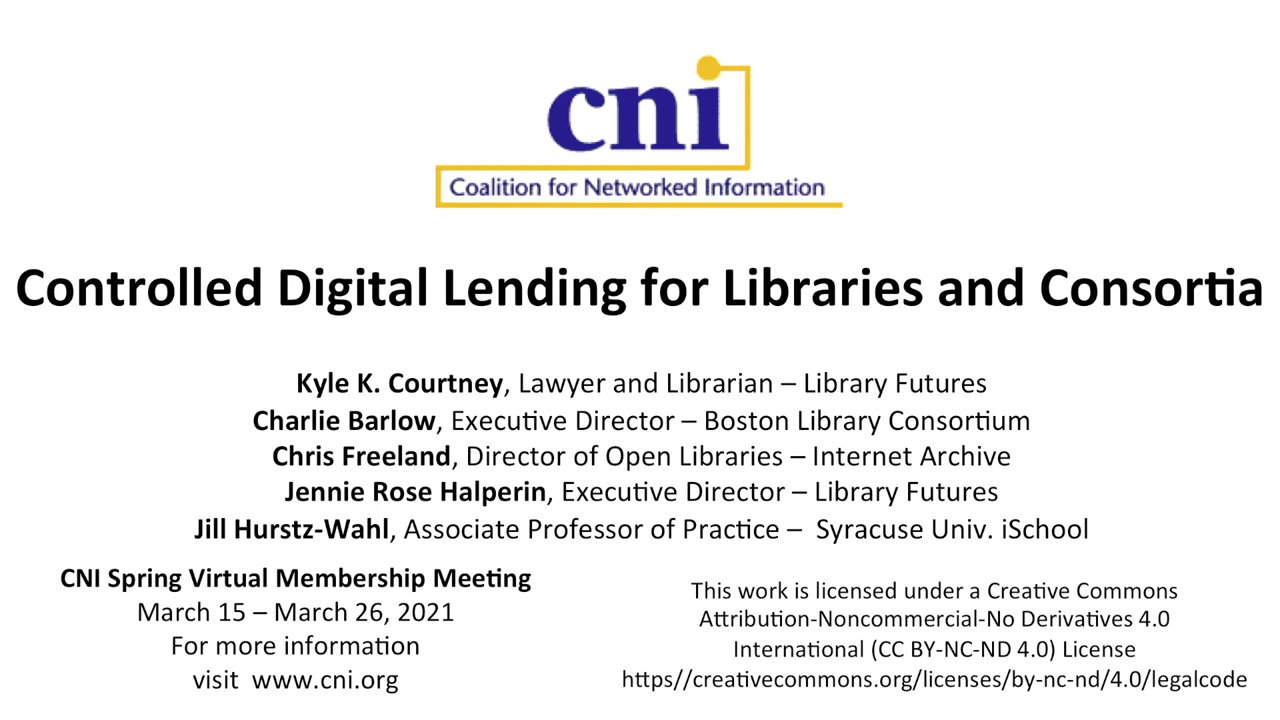 cni
Coalition for Networked Information
Controlled Digital Lending for Libraries and Consortia
Kyle K. Courtney, Lawyer and Librarian – Library Futures
Charlie Barlow, Executive Director – Boston Library Consortium
Chris Freeland, Director of Open Libraries – Internet Archive
Jennie Rose Halperin, Executive Director – Library Futures
Jill Hurstz-Wahl, Associate Professor of Practice – Syracuse Univ. iSchool
CNI Spring Virtual Membership Meeting
March 15 – March 26, 2021
For more information
visit www.cni.org
This work is licensed under a Creative Commons
Attribution-Noncommercial-No Derivatives 4.0
International (CC BY-NC-ND 4.0) License
https//creativecommons.org/licenses/by-nc-nd/4.0/legalcode